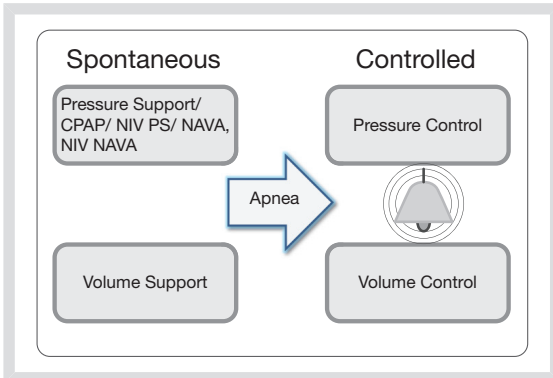 Spontaneous
Controlled
Pressure Support/
CPAP/ NIV PS/ NAVA,
NIV NAVA
Pressure Control
Apnea
Volume Support
Volume Control